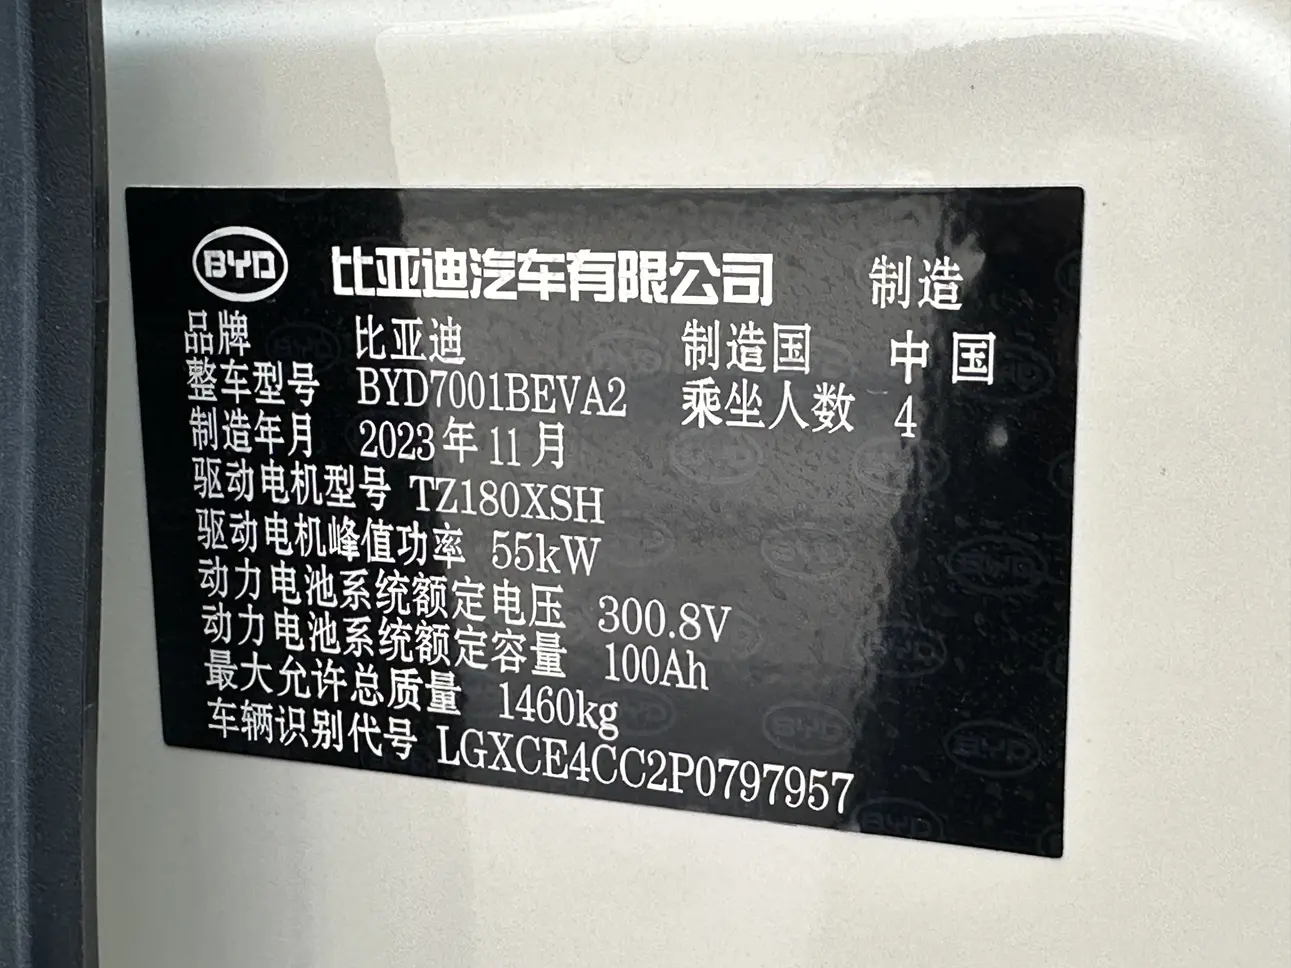 BYD 比亚迪汽车有限公司 制造
品牌 比亚迪 制造国 中国
整车型号 BYD7001BEVA2 乘坐人数 4
制造年月 2023年11月
驱动电机型号 TZ180XSH
驱动电机峰值功率 55kW
动力电池系统额定电压 300.8V
动力电池系统额定容量 100Ah
最大允许总质量 1460kg
车辆识别代号 LGXCE4CC2P0797957